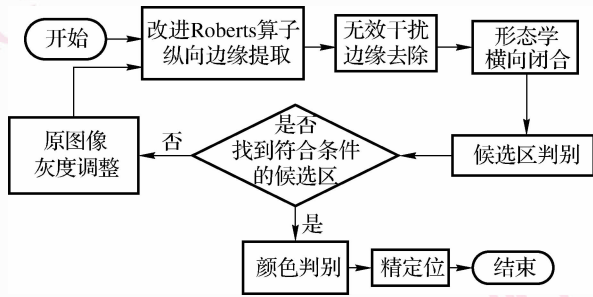 开始
改进Roberts算子
纵向边缘提取
无效干扰
边缘去除
形态学
横向闭合
候选区判别
是否
找到符合条件
的候选区
否
原图像
灰度调整
是
颜色判别
精定位
结束